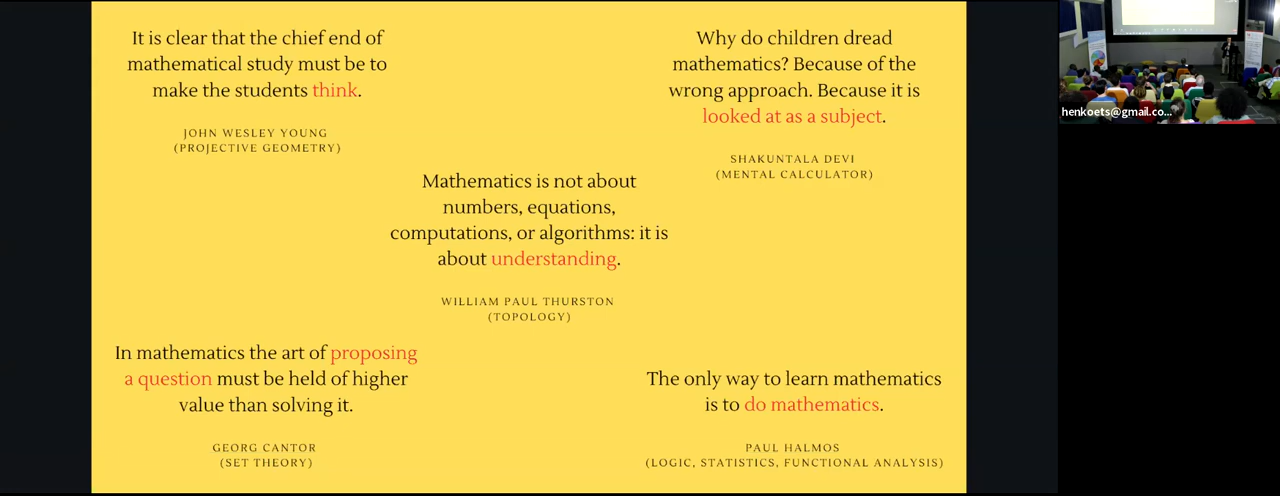 It is clear that the chief end of
mathematical study must be to
make the students think.
JOHN WESLEY YOUNG
(PROJECTIVE GEOMETRY)
Why do children dread
mathematics? Because of the
wrong approach. Because it is
looked at as a subject.
SHAKUNTALA DEVI
(MENTAL CALCULATOR)
Mathematics is not about
numbers, equations,
computations, or algorithms: it is
about understanding.
WILLIAM PAUL THURSTON
(TOPOLOGY)
In mathematics the art of proposing
a question must be held of higher
value than solving it.
GEORG CANTOR
(SET THEORY)
The only way to learn mathematics
is to do mathematics.
PAUL HALMOS
(LOGIC, STATISTICS, FUNCTIONAL ANALYSIS)
henkoets@gmail.co...